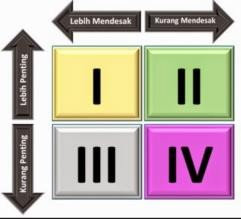 Lebih Mendesak
Kurang Mendesak
Lebih Penting
I
II
Kurang Penting
III
IV